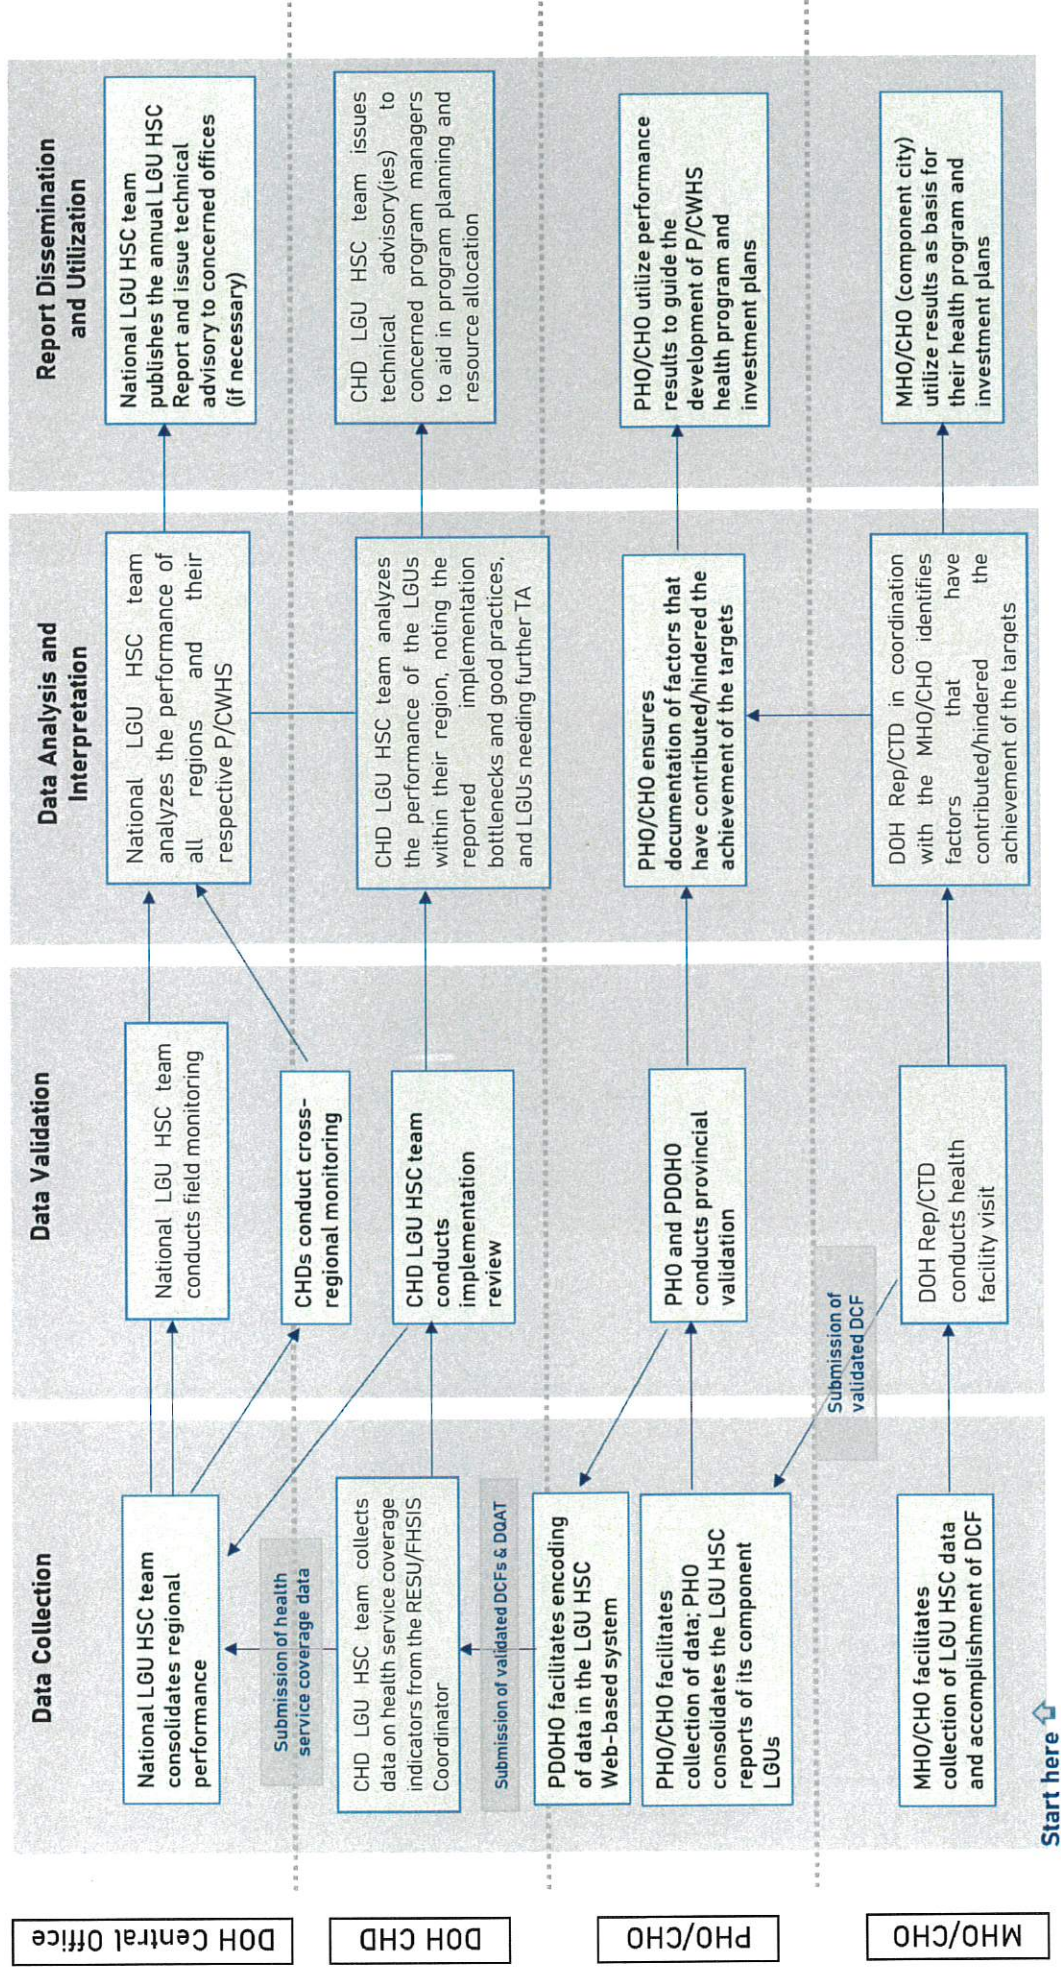 Data Collection
Data Validation
Data Analysis and
Interpretation
Report Dissemination
and Utilization
DOH Central Office
National LGU HSC team
consolidates regional
performance
National LGU HSC team
conducts field monitoring
National LGU HSC team
analyzes the performance of
all regions and their
respective P/CWHS
National LGU HSC team
publishes the annual LGU HSC
Report and issue technical
advisory to concerned offices
(if necessary)
Submission of health
service coverage data
CHDs conduct cross-
regional monitoring
DOH CHD
CHD LGU HSC team collects
data on health service coverage
indicators from the RESU/FHSIS
Coordinator
CHD LGU HSC team
conducts
implementation
review
CHD LGU HSC team analyzes
the performance of the LGUs
within their region, noting the
reported implementation
bottlenecks and good practices,
and LGUs needing further TA
CHD LGU HSC team issues
technical advisory(ies) to
concerned program managers
to aid in program planning and
resource allocation
Submission of validated DCFs & DQAT
PHO/CHO
PDOHO facilitates encoding
of data in the LGU HSC
Web-based system
PHO/CHO facilitates
collection of data; PHO
consolidates the LGU HSC
reports of its component
LGUs
PHO and PDOHO
conducts provincial
validation
PHO/CHO ensures
documentation of factors that
have contributed/hindered the
achievement of the targets
PHO/CHO utilize performance
results to guide the
development of P/CWHS
health program and
investment plans
Submission of
validated DCF
MHO/CHO
MHO/CHO facilitates
collection of LGU HSC data
and accomplishment of DCF
DOH Rep/CTD
conducts health
facility visit
DOH Rep/CTD in coordination
with the MHO/CHO identifies
factors that have
contributed/hindered the
achievement of the targets
MHO/CHO (component city)
utilize results as basis for
their health program and
investment plans
Start here